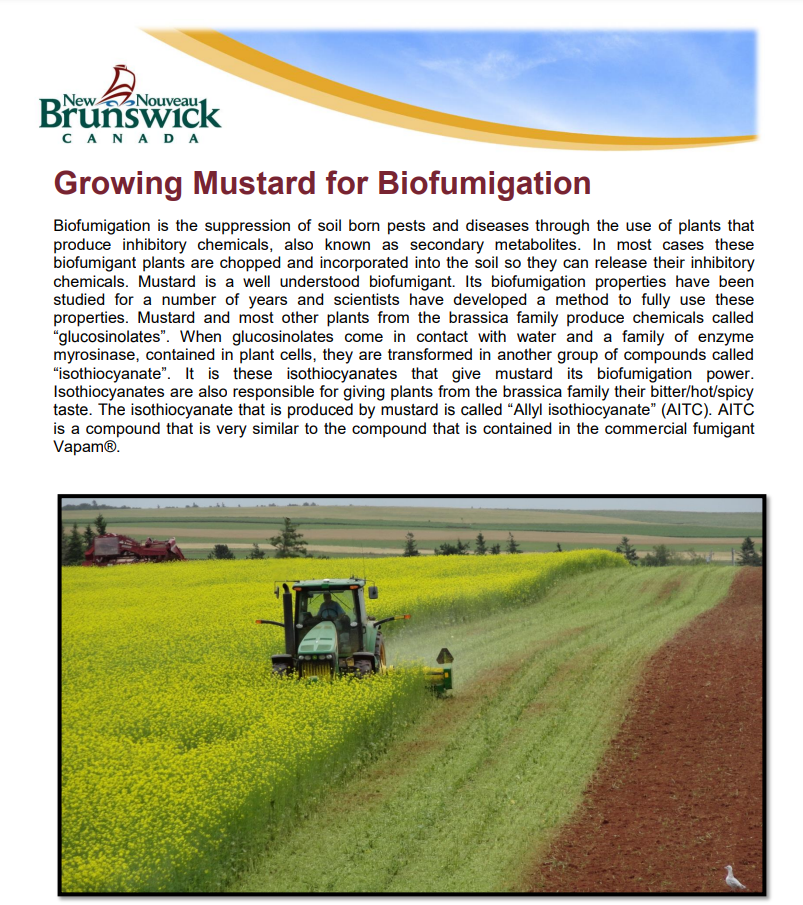 New Nouveau
Brunswick
CANADA
Growing Mustard for Biofumigation
Biofumigation is the suppression of soil born pests and diseases through the use of plants that
produce inhibitory chemicals, also known as secondary metabolites. In most cases these
biofumigant plants are chopped and incorporated into the soil so they can release their inhibitory
chemicals. Mustard is a well understood biofumigant. Its biofumigation properties have been
studied for a number of years and scientists have developed a method to fully use these
properties. Mustard and most other plants from the brassica family produce chemicals called
“glucosinolates”. When glucosinolates come in contact with water and a family of enzyme
myrosinase, contained in plant cells, they are transformed in another group of compounds called
“isothiocyanate”. It is these isothiocyanates that give mustard its biofumigation power.
Isothiocyanates are also responsible for giving plants from the brassica family their bitter/hot/spicy
taste. The isothiocyanate that is produced by mustard is called “Allyl isothiocyanate” (AITC). AITC
is a compound that is very similar to the compound that is contained in the commercial fumigant
Vapam®.